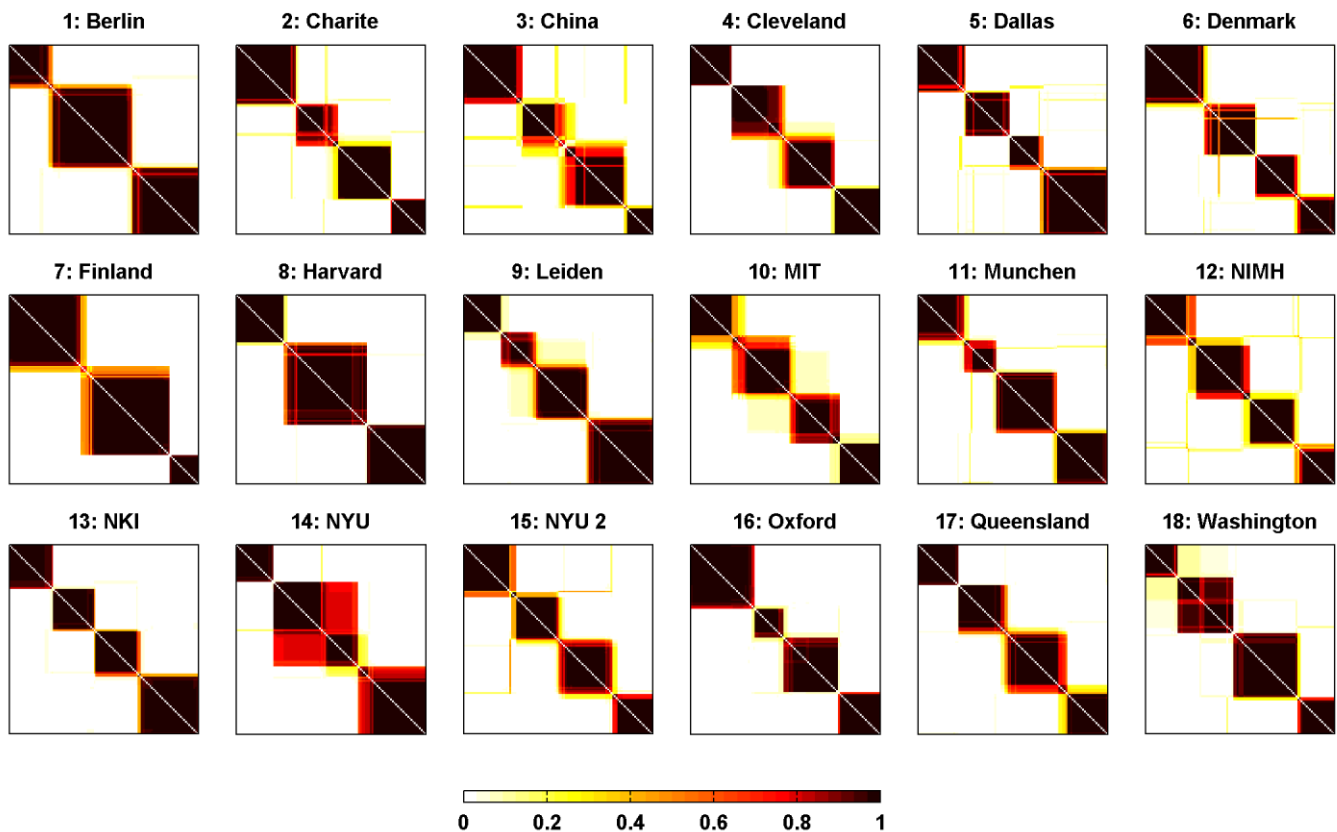 1: Berlin 2: Charite 3: China 4: Cleveland 5: Dallas 6: Denmark
7: Finland 8: Harvard 9: Leiden 10: MIT 11: Munchen 12: NIMH
13: NKI 14: NYU 15: NYU 2 16: Oxford 17: Queensland 18: Washington
0 0.2 0.4 0.6 0.8 1